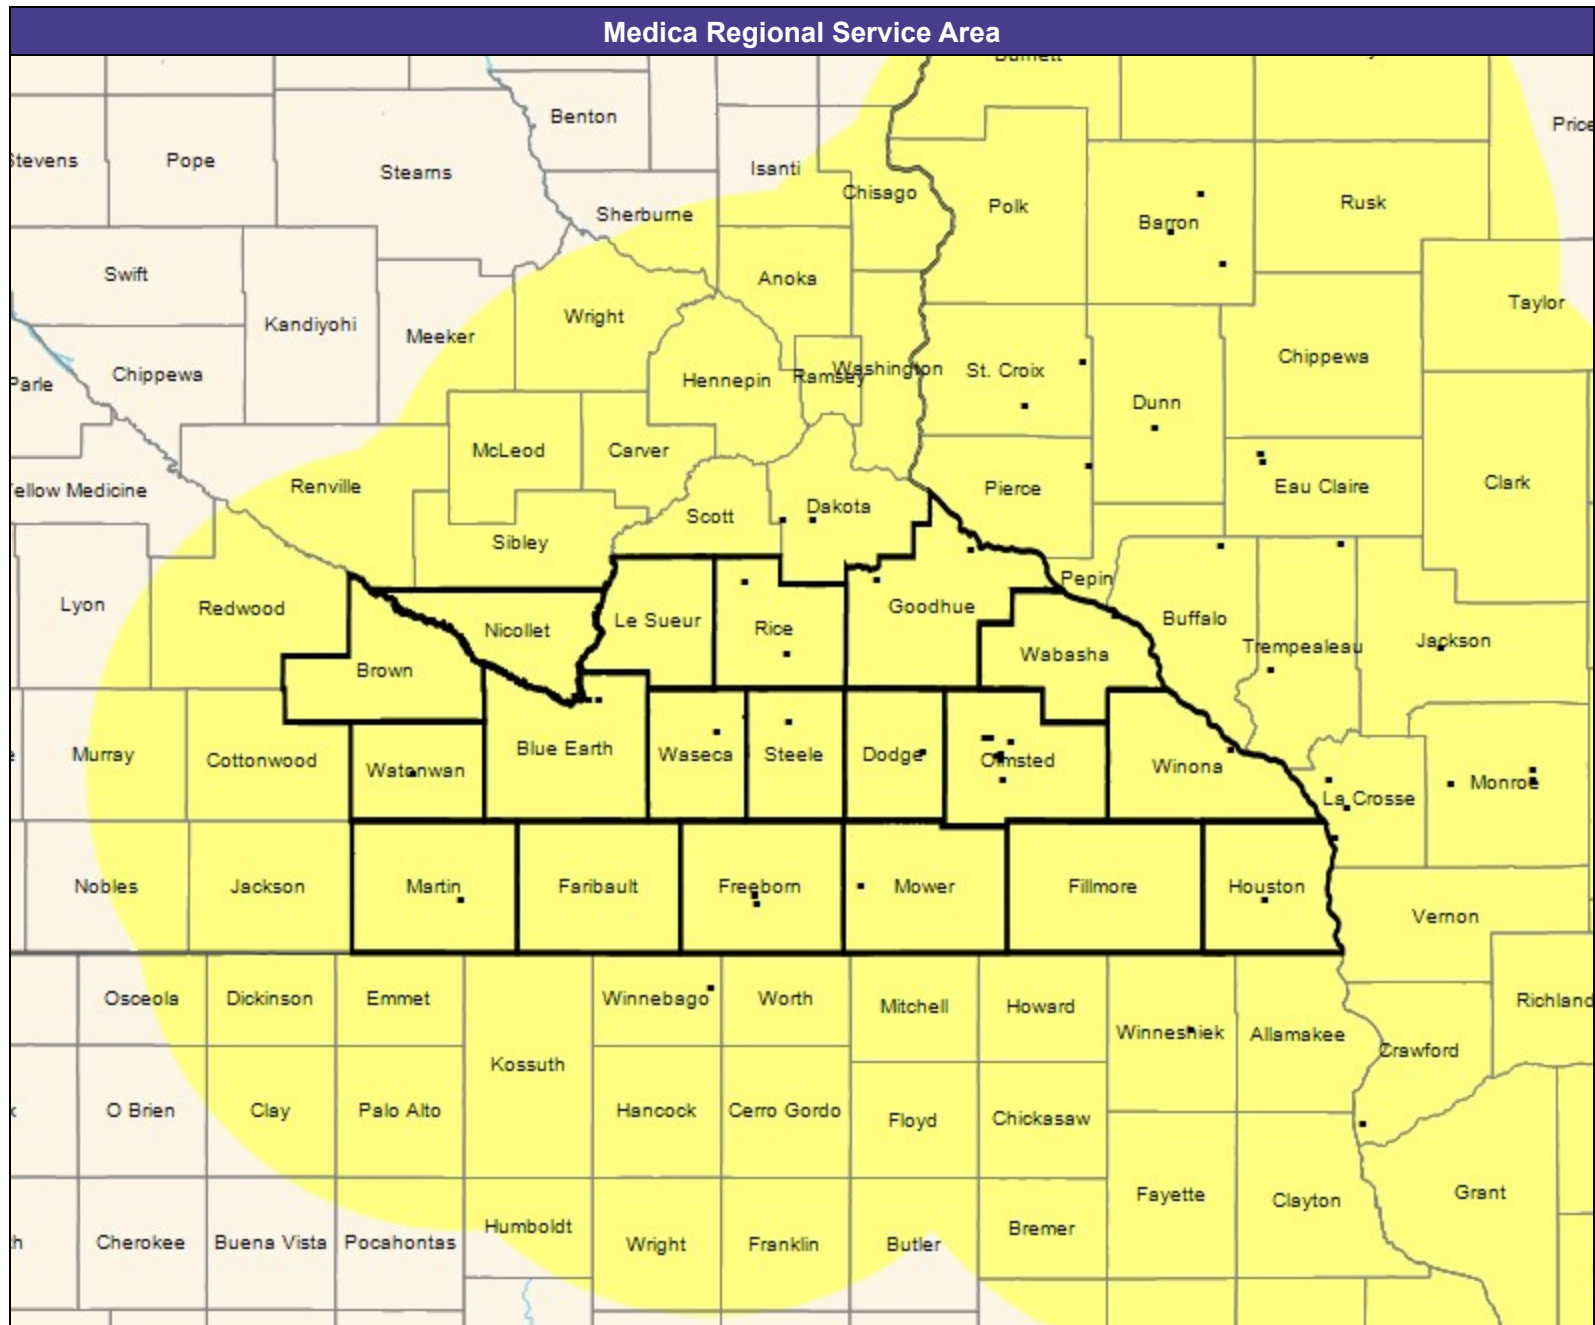 Medica Regional Service Area
Benton
Price
Stevens
Pope
Stearns
Isanti
Chisago
Polk
Barron
Rusk
Sherburne
Swift
Anoka
Taylor
Kandiyohi
Wright
Meeker
Chippewa
Hennepin
Ramsey
Washington
St. Croix
Chippewa
Parle
Dunn
McLeod
Carver
Renville
Yellow Medicine
Pierce
Eau Claire
Clark
Scott
Dakota
Sibley
Pepin
Lyon
Redwood
Nicollet
Le Sueur
Rice
Goodhue
Buffalo
Trempealeau
Jackson
Brown
Wabasha
Murray
Cottonwood
Watonwan
Blue Earth
Waseca
Steele
Dodge
Olmsted
Winona
La Crosse
Monroe
Nobles
Jackson
Martin
Faribault
Freeborn
Mower
Fillmore
Houston
Vernon
Osceola
Dickinson
Emmet
Winnebago
Worth
Mitchell
Howard
Richland
Kossuth
Winneshiek
Allamakee
Crawford
O Brien
Clay
Palo Alto
Hancock
Cerro Gordo
Floyd
Chickasaw
Fayette
Clayton
Grant
Cherokee
Buena Vista
Pocahontas
Humboldt
Wright
Franklin
Butler
Bremer